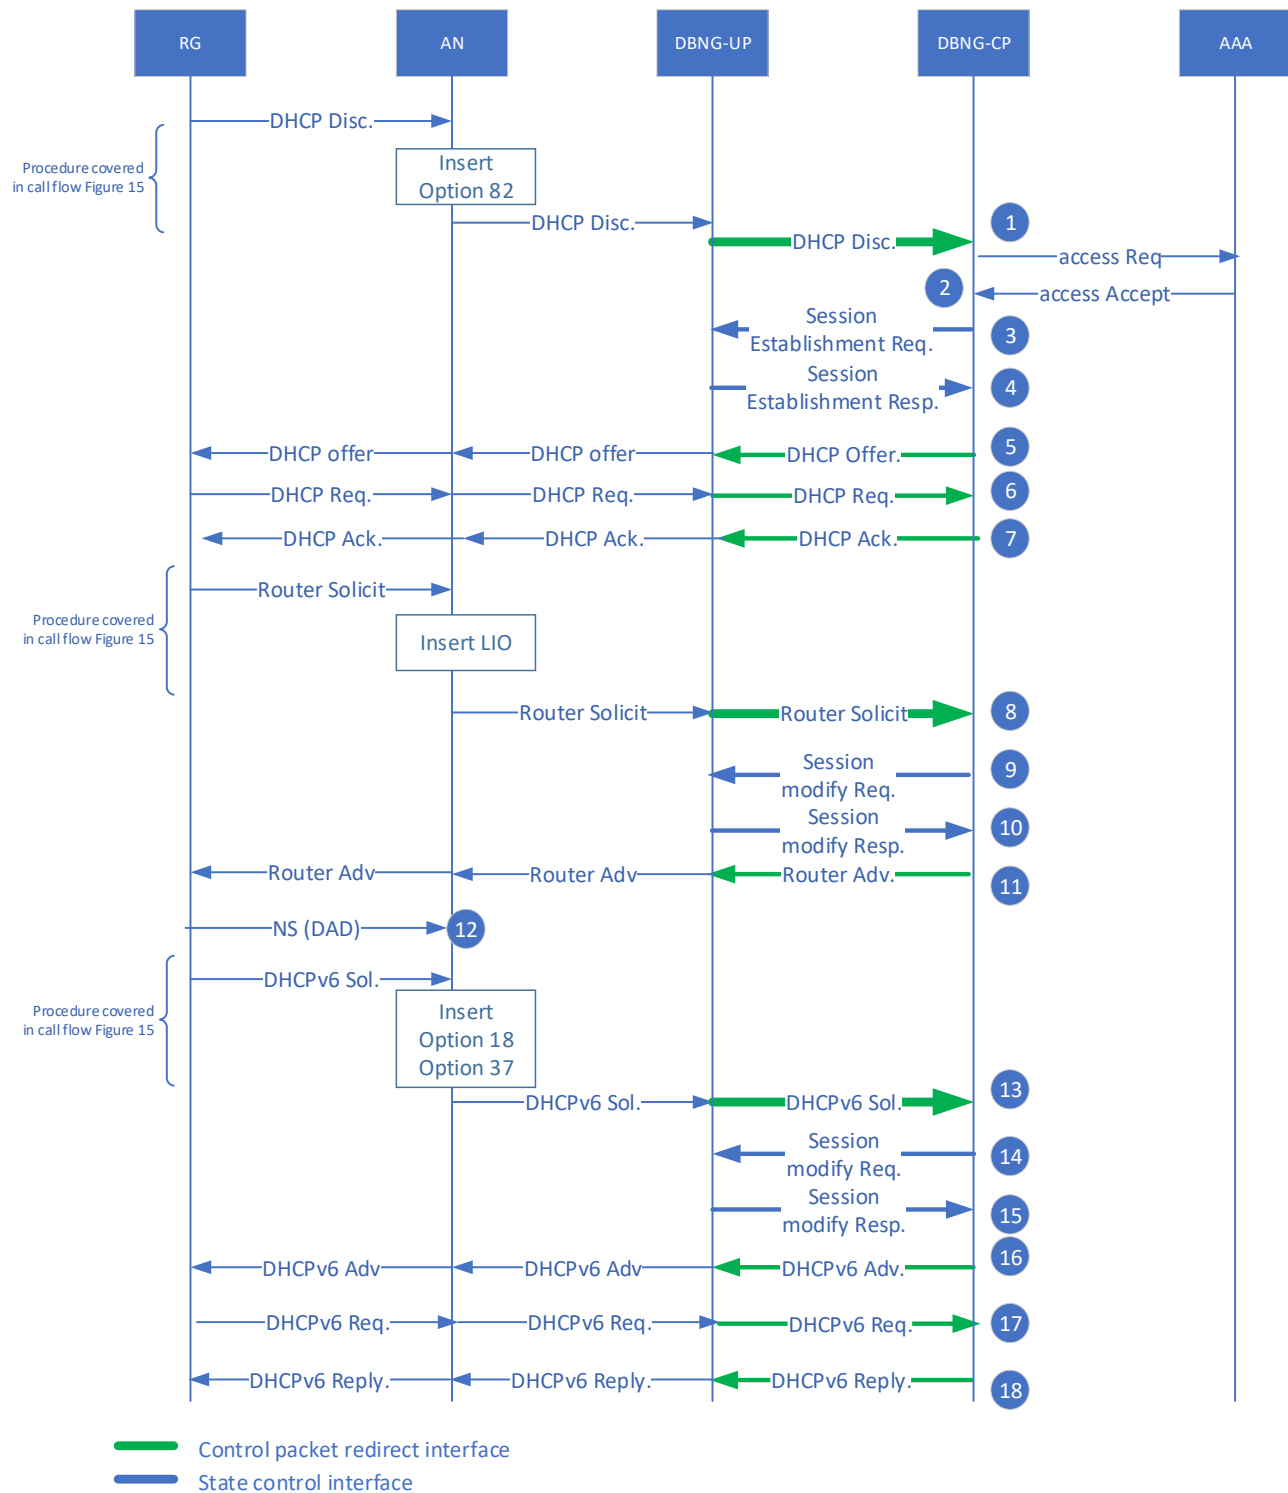 RG
AN
DBNG-UP
DBNG-CP
AAA
DHCP Disc.
Procedure covered
in call flow Figure 15
Insert
Option 82
DHCP Disc.
DHCP Disc.
1
access Req
2
access Accept
Session
Establishment Req.
3
Session
Establishment Resp.
4
DHCP offer
DHCP offer
DHCP Offer.
5
DHCP Req.
DHCP Req.
DHCP Req.
6
DHCP Ack.
DHCP Ack.
DHCP Ack.
7
Router Solicit
Procedure covered
in call flow Figure 15
Insert LIO
Router Solicit
Router Solicit
8
Session
modify Req.
9
Session
modify Resp.
10
Router Adv
Router Adv
Router Adv.
11
NS (DAD)
12
DHCPv6 Sol.
Procedure covered
in call flow Figure 15
Insert
Option 18
Option 37
DHCPv6 Sol.
DHCPv6 Sol.
13
Session
modify Req.
14
Session
modify Resp.
15
DHCPv6 Adv
DHCPv6 Adv
DHCPv6 Adv.
16
DHCPv6 Req.
DHCPv6 Req.
DHCPv6 Req.
17
DHCPv6 Reply.
DHCPv6 Reply.
DHCPv6 Reply.
18
Control packet redirect interface
State control interface